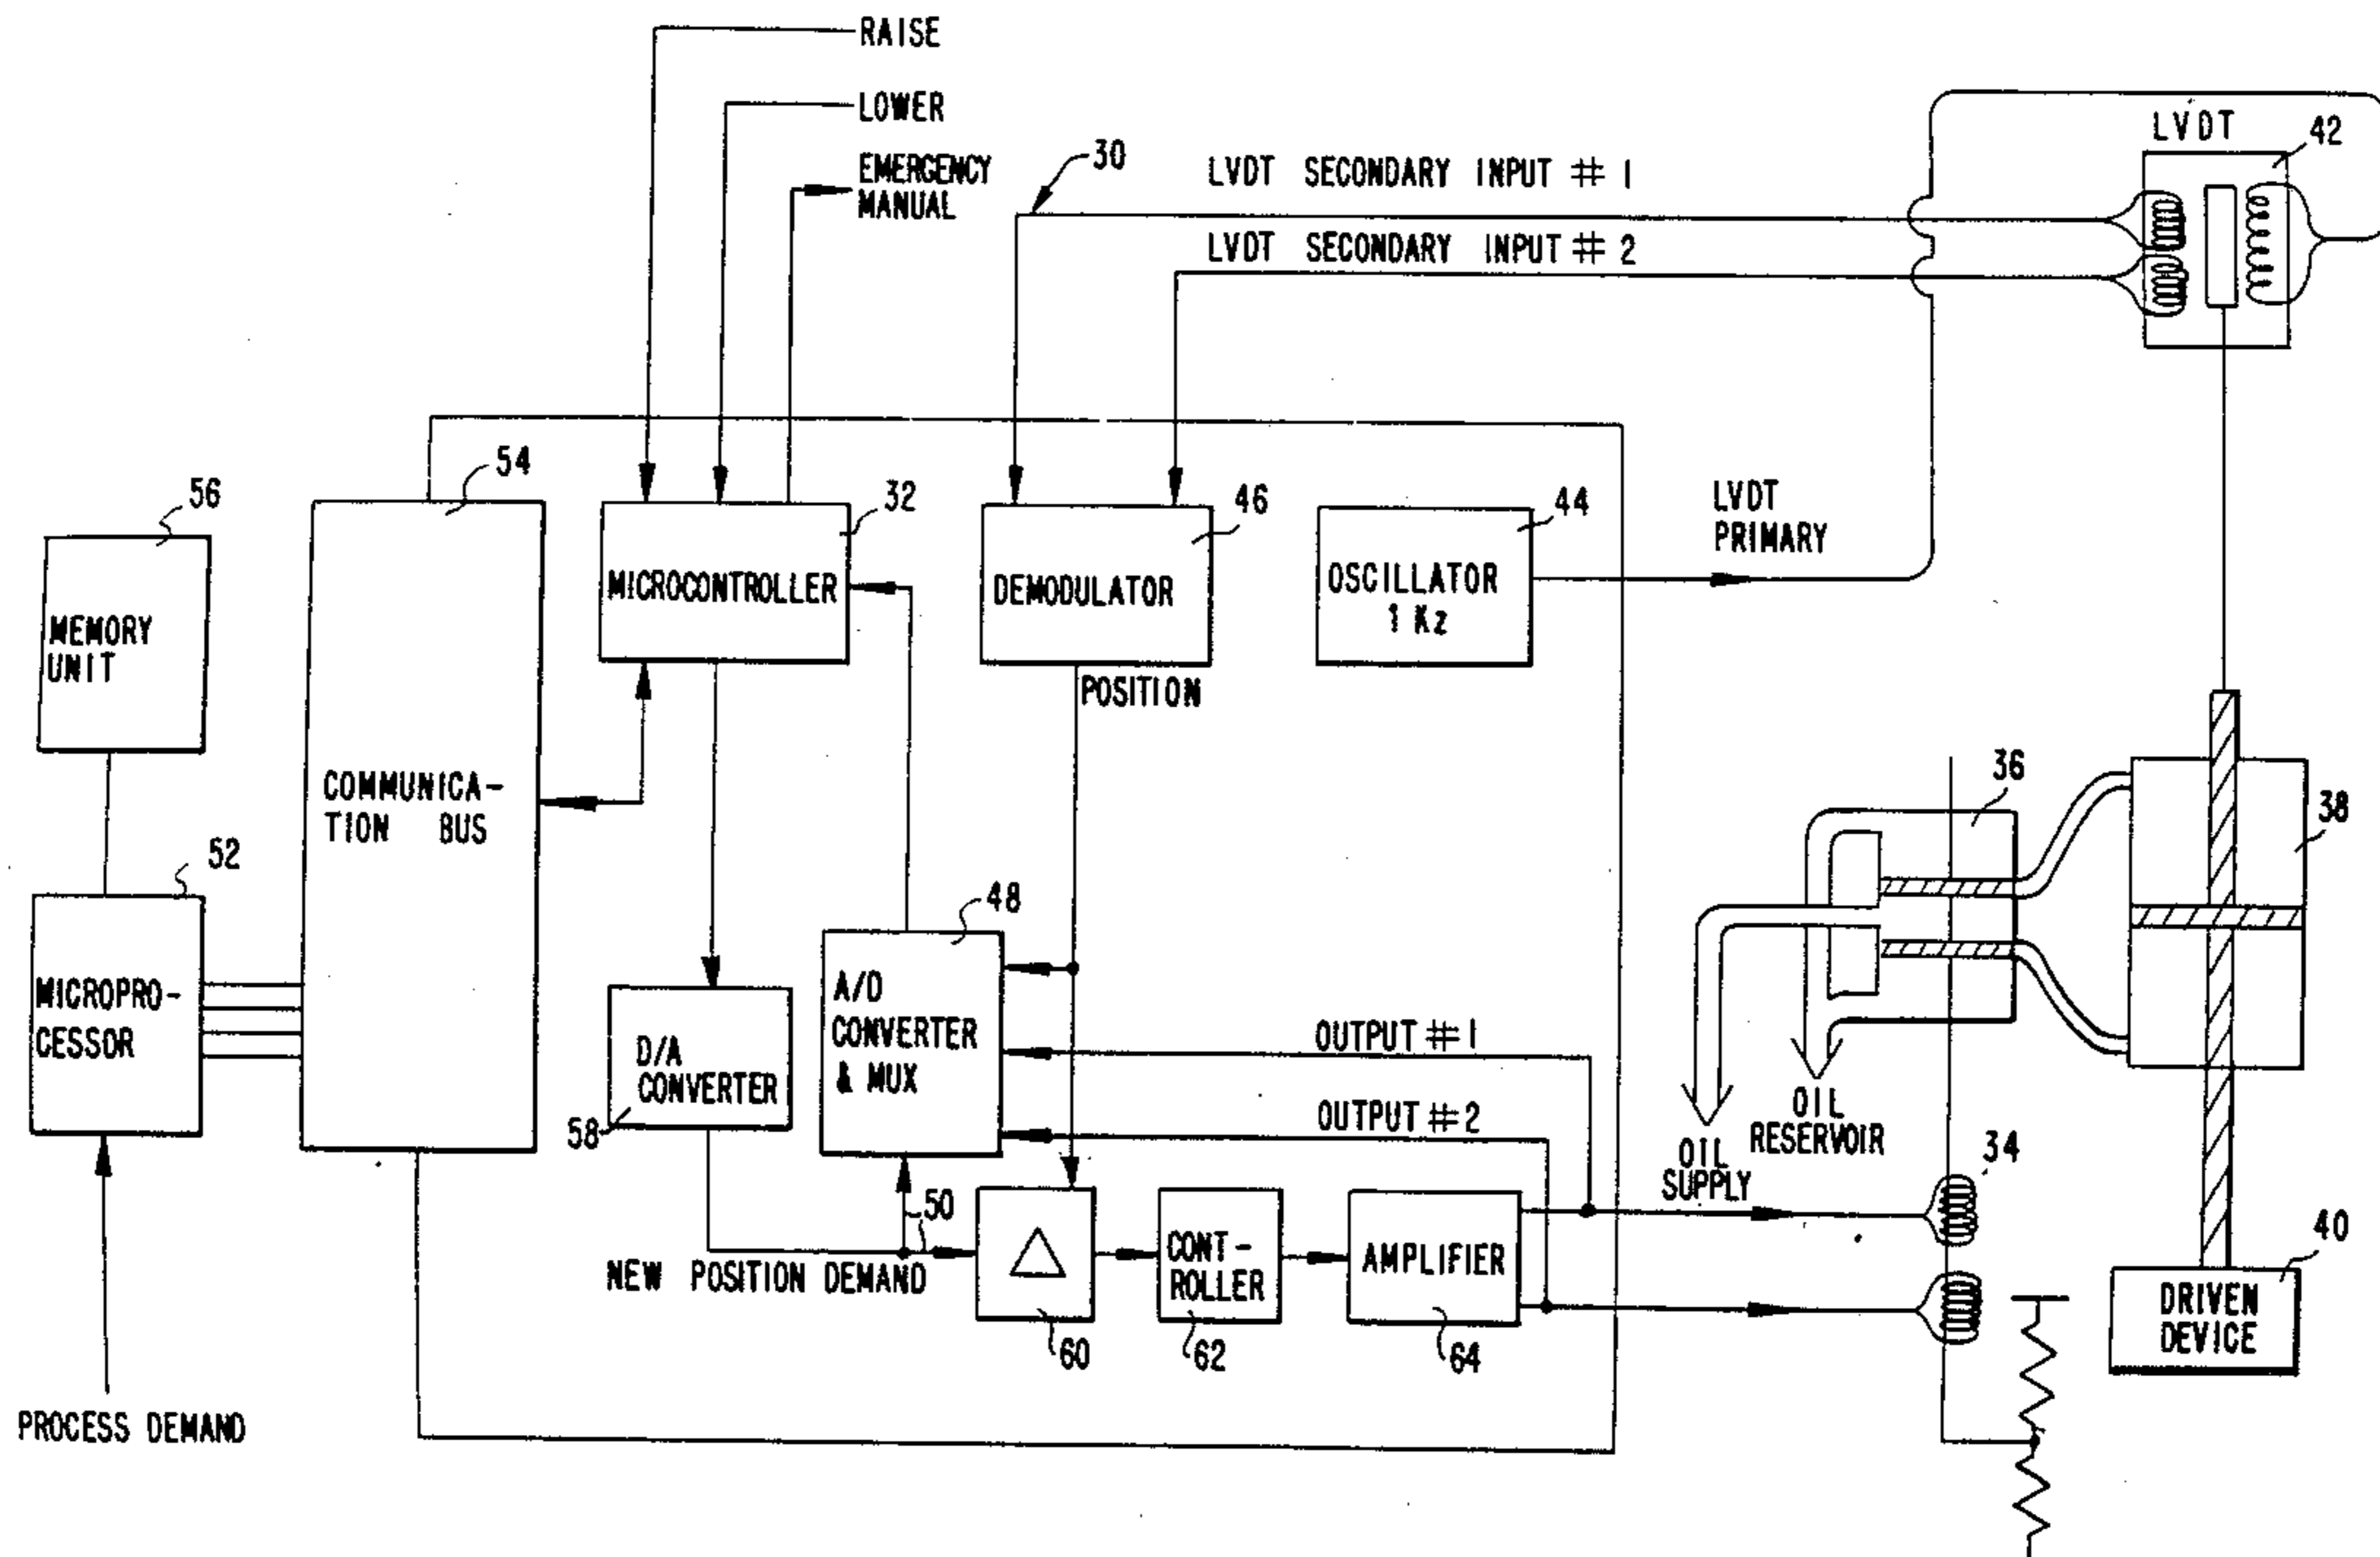 RAISE
LOWER
EMERGENCY
MANUAL
30
LVDT SECONDARY INPUT # 1
LVDT SECONDARY INPUT # 2
LVDT
42
56
54
32
46
44
LVDT
PRIMARY
MEMORY
UNIT
MICROCONTROLLER
DEMODULATOR
OSCILLATOR
1 Kz
POSITION
COMMUNICA-
TION BUS
36
38
52
48
MICROPRO-
CESSOR
D/A
CONVERTER
58
A/D
CONVERTER
& MUX
OUTPUT #1
OUTPUT #2
OIL
RESERVOIR
OIL
SUPPLY
34
50
NEW POSITION DEMAND
△
60
CONT-
ROLLER
62
AMPLIFIER
64
40
DRIVEN
DEVICE
PROCESS DEMAND